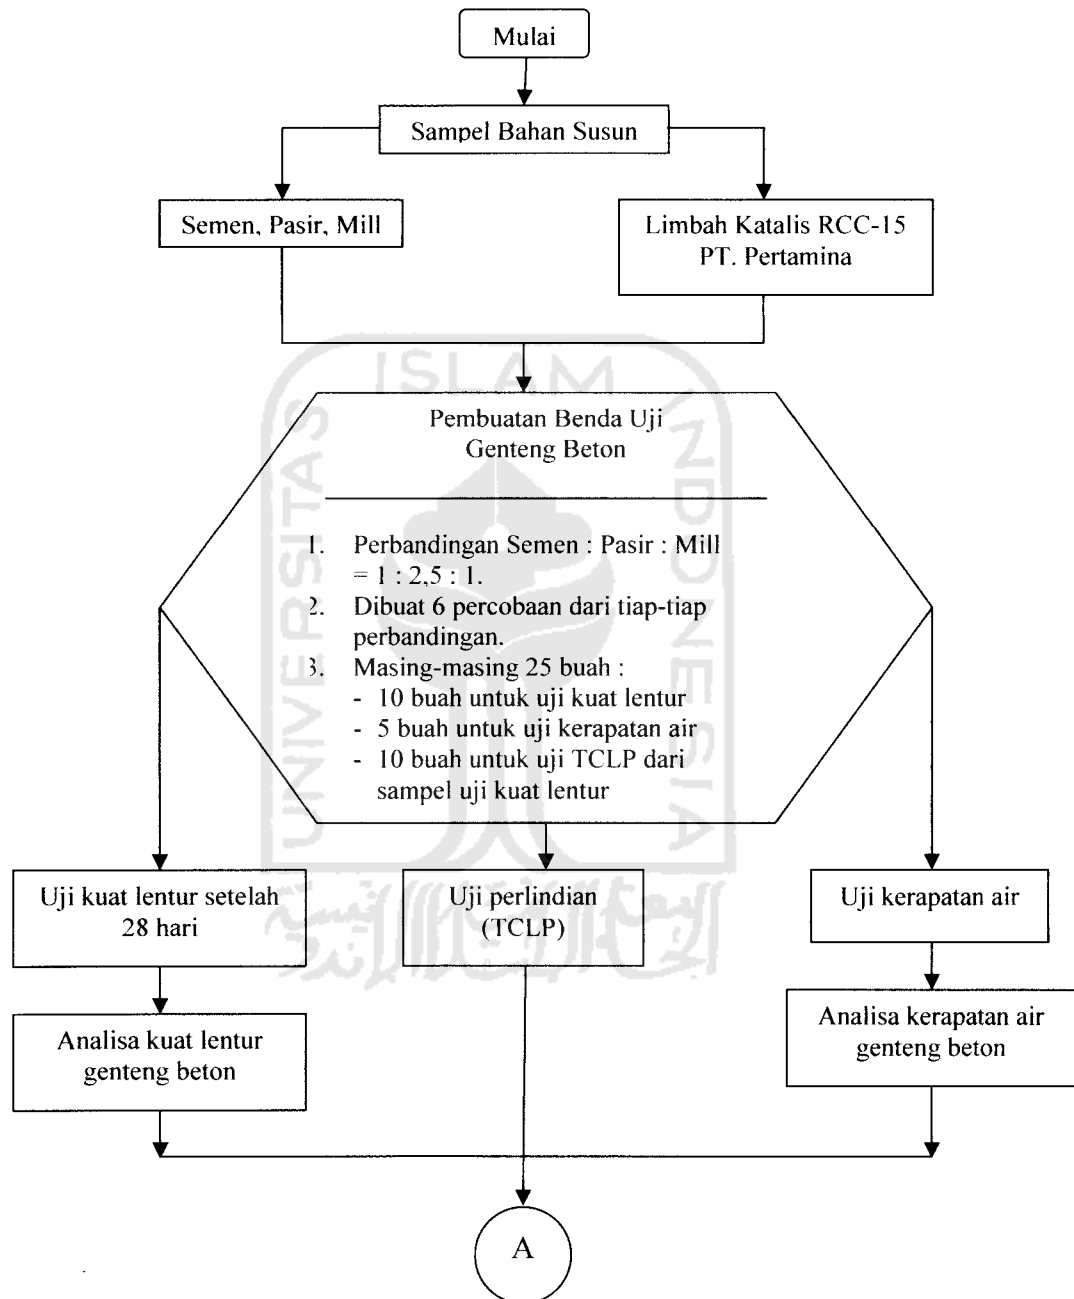 Mulai
Sampel Bahan Susun
Semen, Pasir, Mill
Limbah Katalis RCC-15
PT. Pertamina
Pembuatan Benda Uji
Genteng Beton
1. Perbandingan Semen : Pasir : Mill
= 1 : 2,5 : 1.
2. Dibuat 6 percobaan dari tiap-tiap
perbandingan.
3. Masing-masing 25 buah :
- 10 buah untuk uji kuat lentur
- 5 buah untuk uji kerapatan air
- 10 buah untuk uji TCLP dari
sampel uji kuat lentur
Uji kuat lentur setelah
28 hari
Uji perlindian
(TCLP)
Uji kerapatan air
Analisa kuat lentur
genteng beton
Analisa kerapatan air
genteng beton
A
UNIVERSITAS
ISLAM
INDONESIA